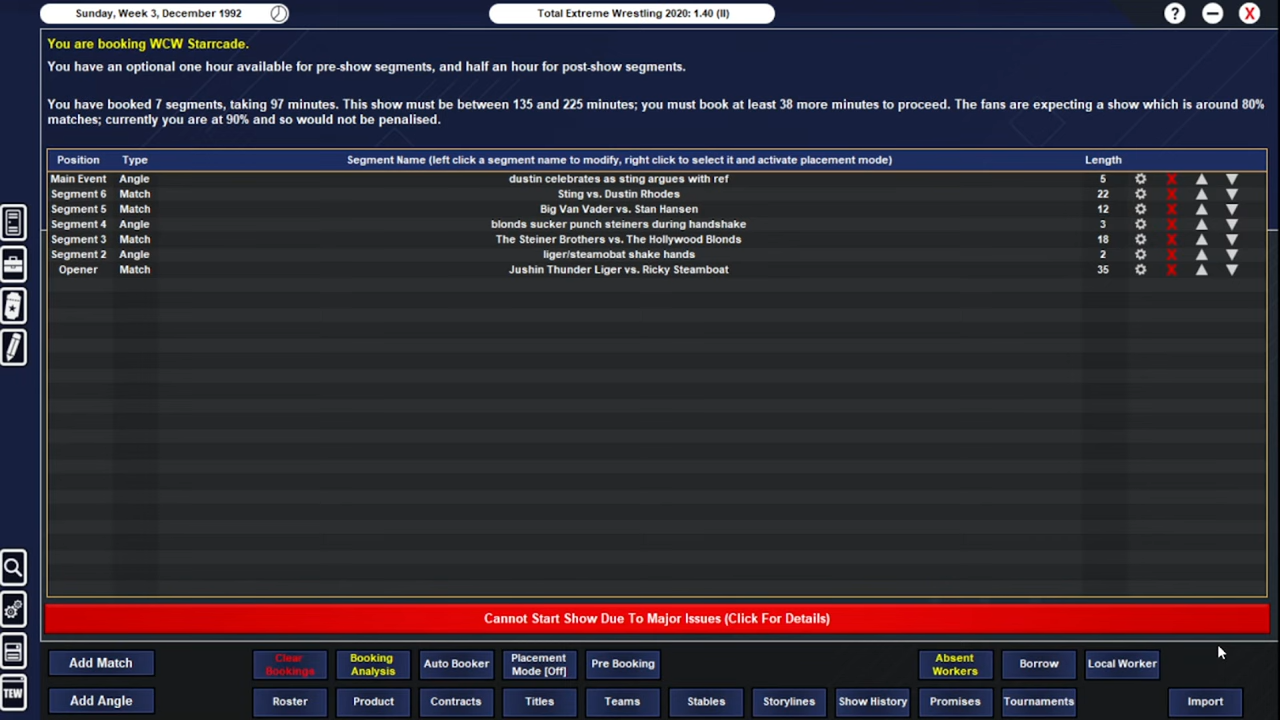 Sunday, Week 3, December 1992
Total Extreme Wrestling 2020: 1.40 (II)
? X
You are booking WCW Starrcade.
You have an optional one hour available for pre-show segments, and half an hour for post-show segments.
You have booked 7 segments, taking 97 minutes. This show must be between 135 and 225 minutes; you must book at least 38 more minutes to proceed. The fans are expecting a show which is around 80%
matches; currently you are at 90% and so would not be penalised.
Position Type Segment Name (left click a segment name to modify, right click to select it and activate placement mode) Length
Main Event Angle dustin celebrates as sting argues with ref 5 X
Segment 6 Match Sting vs. Dustin Rhodes 22 X
Segment 5 Match Big Van Vader vs. Stan Hansen 12 X
Segment 4 Angle blonds sucker punch steiners during handshake 3 X
Segment 3 Match The Steiner Brothers vs. The Hollywood Blonds 18 X
Segment 2 Angle liger/steamobat shake hands 2 X
Opener Match Jushin Thunder Liger vs. Ricky Steamboat 35 X
Cannot Start Show Due To Major Issues (Click For Details)
Add Match Clear Bookings Booking Analysis Auto Booker Placement Mode [Off] Pre Booking Absent Workers Borrow Local Worker
TEW Add Angle Roster Product Contracts Titles Teams Stables Storylines Show History Promises Tournaments Import